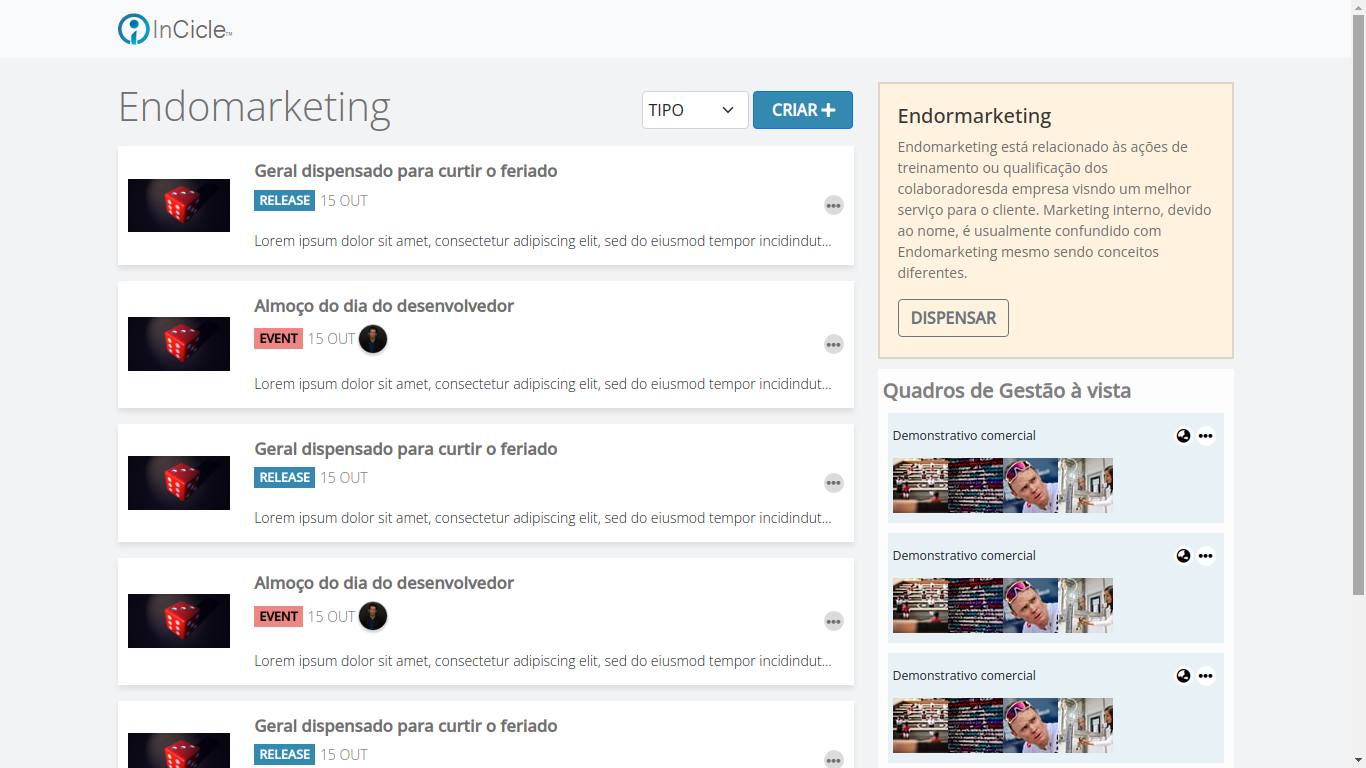 InCicle™
Endomarketing
TIPO
CRIAR
Geral dispensado para curtir o feriado
RELEASE 15 OUT
Lorem ipsum dolor sit amet, consectetur adipiscing elit, sed do eiusmod tempor incidindut...
Almoço do dia do desenvolvedor
EVENT 15 OUT
Lorem ipsum dolor sit amet, consectetur adipiscing elit, sed do eiusmod tempor incidindut...
Geral dispensado para curtir o feriado
RELEASE 15 OUT
Lorem ipsum dolor sit amet, consectetur adipiscing elit, sed do eiusmod tempor incidindut...
Almoço do dia do desenvolvedor
EVENT 15 OUT
Lorem ipsum dolor sit amet, consectetur adipiscing elit, sed do eiusmod tempor incidindut...
Geral dispensado para curtir o feriado
RELEASE 15 OUT
Endormarketing
Endomarketing está relacionado às ações de
treinamento ou qualificação dos
colaboradoresda empresa visndo um melhor
serviço para o cliente. Marketing interno, devido
ao nome, é usualmente confundido com
Endomarketing mesmo sendo conceitos
diferentes.
DISPENSAR
Quadros de Gestão à vista
Demonstrativo comercial
Demonstrativo comercial
Demonstrativo comercial